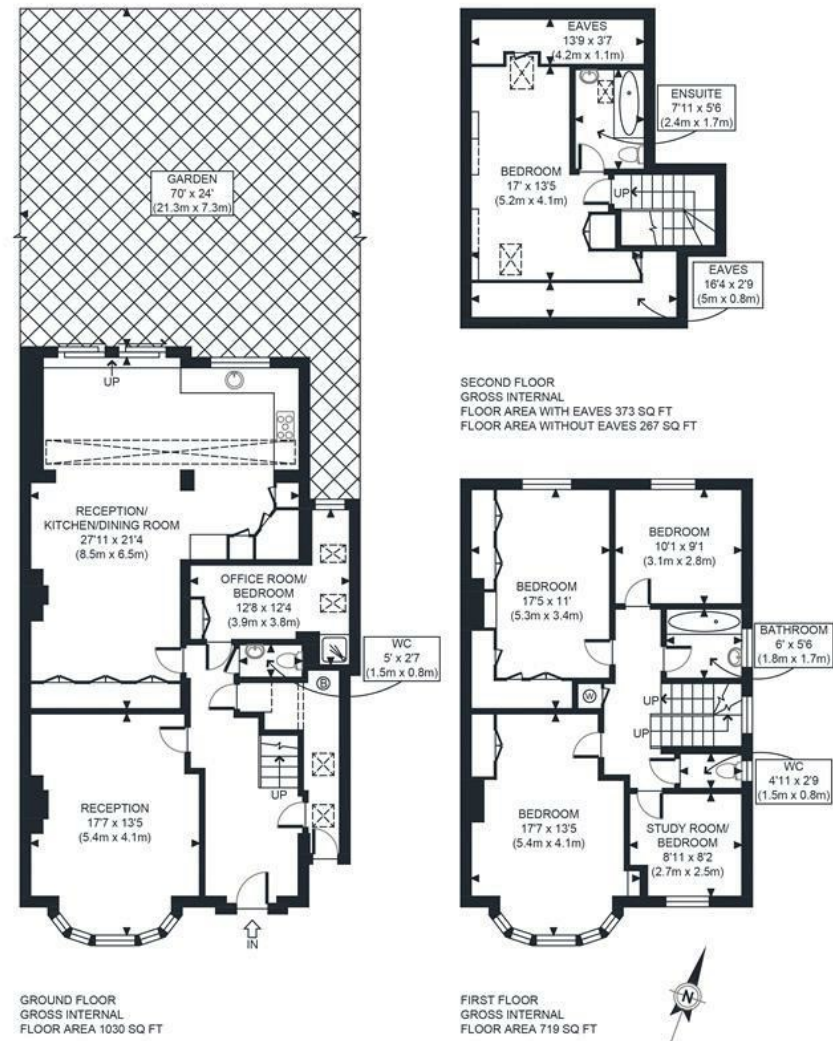 GARDEN
70' x 24'
(21.3m x 7.3m)
UP
RECEPTION/
KITCHEN/DINING ROOM
27'11 x 21'4
(8.5m x 6.5m)
OFFICE ROOM/
BEDROOM
12'8 x 12'4
(3.9m x 3.8m)
WC
5' x 2'7
(1.5m x 0.8m)
B
RECEPTION
17'7 x 13'5
(5.4m x 4.1m)
UP
IN
GROUND FLOOR
GROSS INTERNAL
FLOOR AREA 1030 SQ FT
EAVES
13'9 x 3'7
(4.2m x 1.1m)
ENSUITE
7'11 x 5'6
(2.4m x 1.7m)
BEDROOM
17' x 13'5
(5.2m x 4.1m)
UP
EAVES
16'4 x 2'9
(5m x 0.8m)
SECOND FLOOR
GROSS INTERNAL
FLOOR AREA WITH EAVES 373 SQ FT
FLOOR AREA WITHOUT EAVES 267 SQ FT
BEDROOM
10'1 x 9'1
(3.1m x 2.8m)
BEDROOM
17'5 x 11'
(5.3m x 3.4m)
BATHROOM
6' x 5'6
(1.8m x 1.7m)
W
UP
UP
WC
4'11 x 2'9
(1.5m x 0.8m)
BEDROOM
17'7 x 13'5
(5.4m x 4.1m)
STUDY ROOM/
BEDROOM
8'11 x 8'2
(2.7m x 2.5m)
FIRST FLOOR
GROSS INTERNAL
FLOOR AREA 719 SQ FT
N